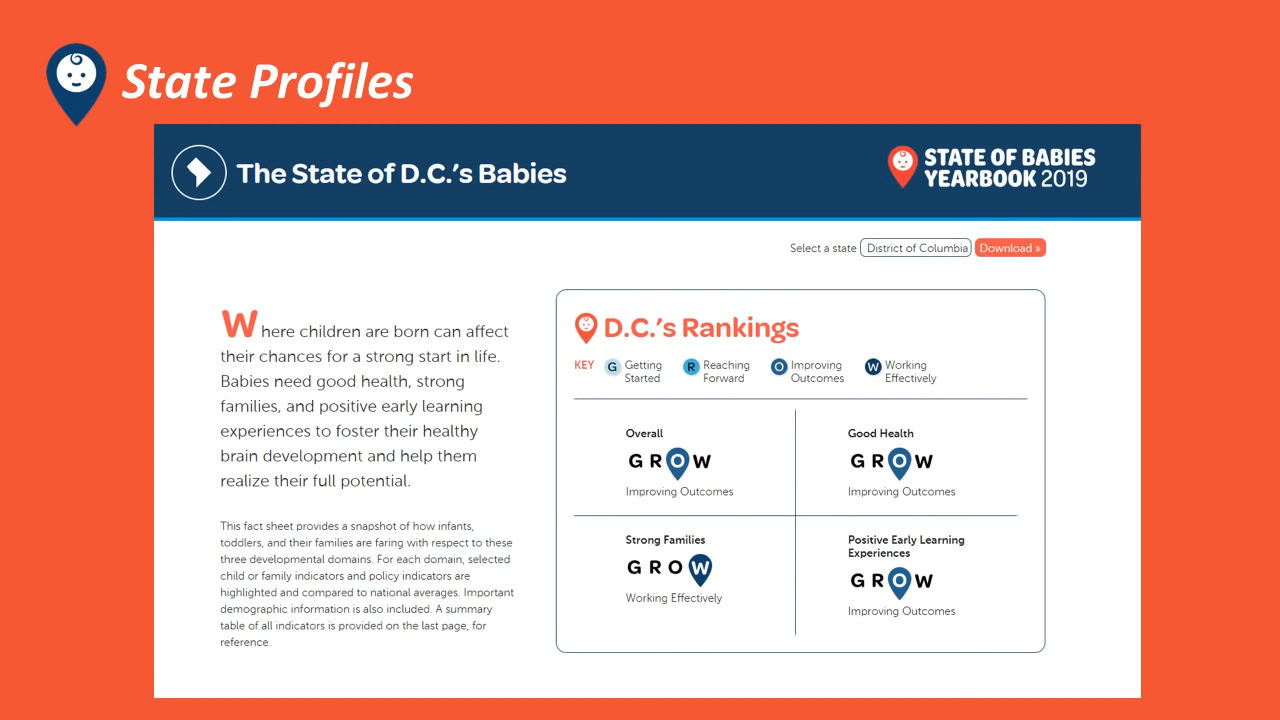 State Profiles
The State of D.C.'s Babies
STATE OF BABIES
YEARBOOK 2019
Select a state District of Columbia Download »
Where children are born can affect
their chances for a strong start in life.
Babies need good health, strong
families, and positive early learning
experiences to foster their healthy
brain development and help them
realize their full potential.
This fact sheet provides a snapshot of how infants,
toddlers, and their families are faring with respect to these
three developmental domains. For each domain, selected
child or family indicators and policy indicators are
highlighted and compared to national averages. Important
demographic information is also included. A summary
table of all indicators is provided on the last page, for
reference.
D.C.'s Rankings
KEY
G Getting
Started
R Reaching
Forward
O Improving
Outcomes
W Working
Effectively
Overall
GROW
Improving Outcomes
Good Health
GROW
Improving Outcomes
Strong Families
GROW
Working Effectively
Positive Early Learning
Experiences
GROW
Improving Outcomes